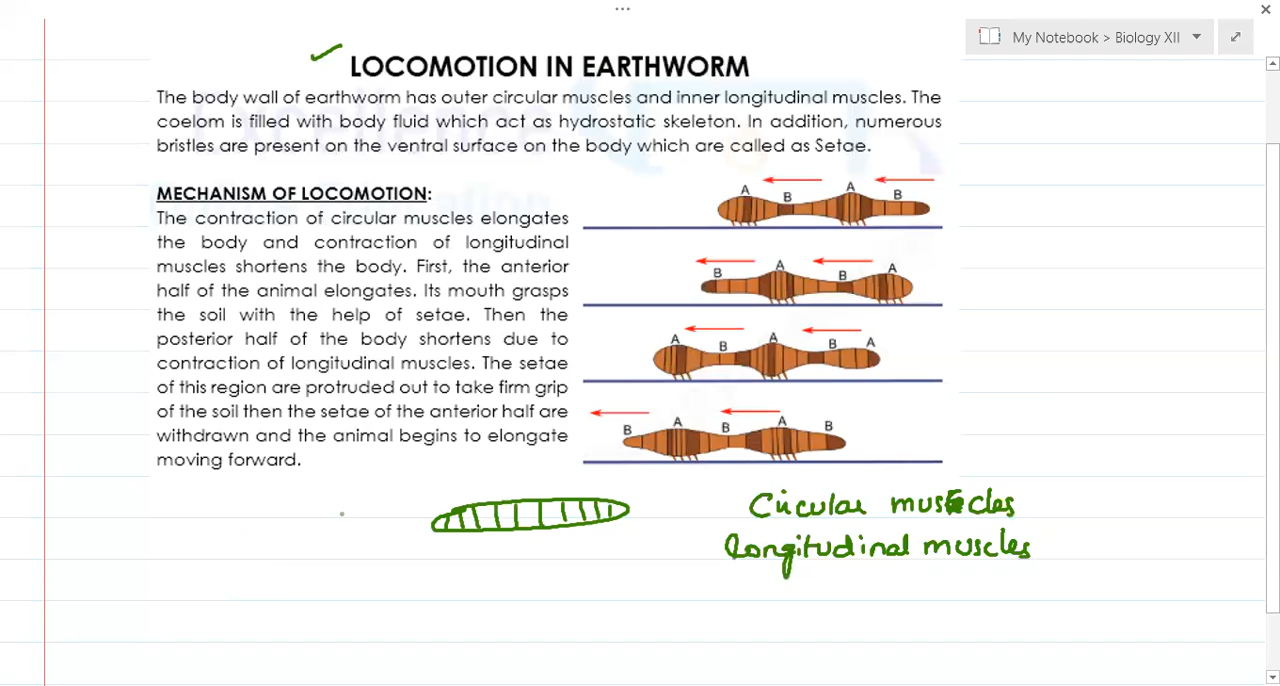 My Notebook > Biology XII
LOCOMOTION IN EARTHWORM
The body wall of earthworm has outer circular muscles and inner longitudinal muscles. The
coelom is filled with body fluid which act as hydrostatic skeleton. In addition, numerous
bristles are present on the ventral surface on the body which are called as Setae.
MECHANISM OF LOCOMOTION:
The contraction of circular muscles elongates
the body and contraction of longitudinal
muscles shortens the body. First, the anterior
half of the animal elongates. Its mouth grasps
the soil with the help of setae. Then the
posterior half of the body shortens due to
contraction of longitudinal muscles. The setae
of this region are protruded out to take firm grip
of the soil then the setae of the anterior half are
withdrawn and the animal begins to elongate
moving forward.
A B A B
B A B A
A B A B A
B A B A B
Circular muscles
Longitudinal muscles